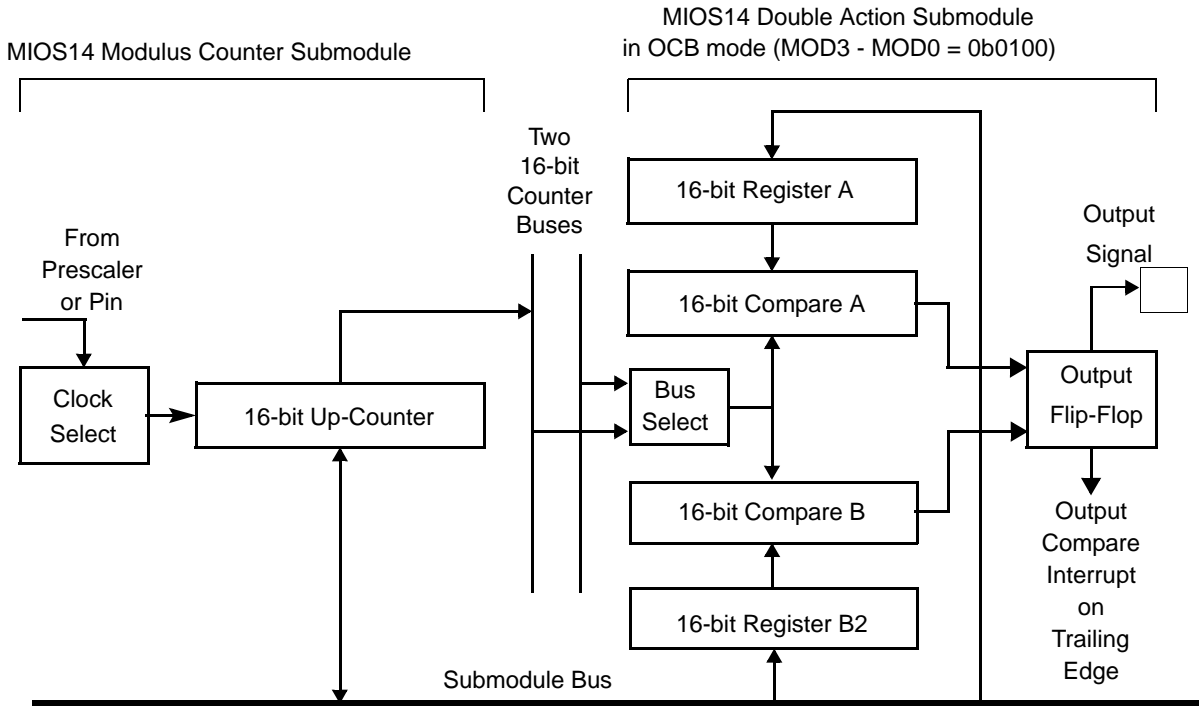 MIOS14 Modulus Counter Submodule
MIOS14 Double Action Submodule
in OCB mode (MOD3 - MOD0 = 0b0100)
Two
16-bit
Counter
Buses
From
Prescaler
or Pin
Clock
Select
16-bit Up-Counter
16-bit Register A
16-bit Compare A
Bus
Select
16-bit Compare B
16-bit Register B2
Output
Signal
Output
Flip-Flop
Output
Compare
Interrupt
on
Trailing
Edge
Submodule Bus